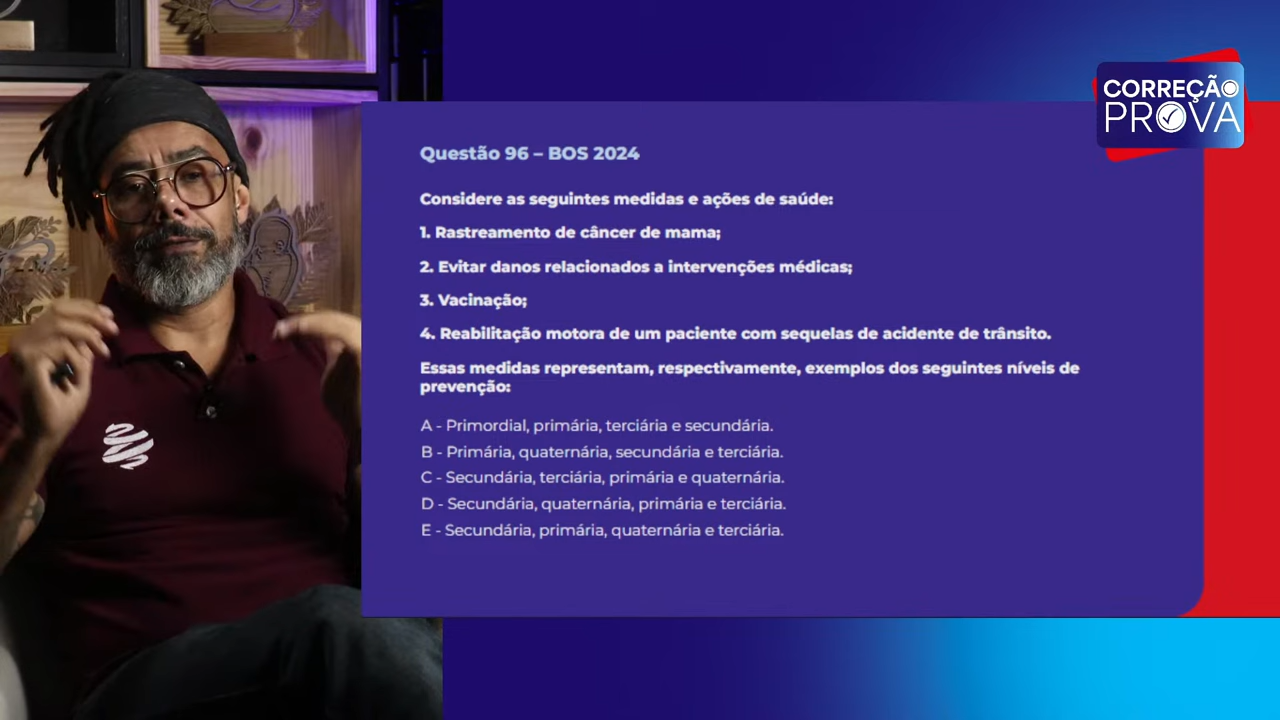 CORREÇÃO
PROVA
Questão 96 – BOS 2024
Considere as seguintes medidas e ações de saúde:
1. Rastreamento de câncer de mama;
2. Evitar danos relacionados a intervenções médicas;
3. Vacinação;
4. Reabilitação motora de um paciente com sequelas de acidente de trânsito.
Essas medidas representam, respectivamente, exemplos dos seguintes níveis de
prevenção:
A - Primordial, primária, terciária e secundária.
B - Primária, quaternária, secundária e terciária.
C - Secundária, terciária, primária e quaternária.
D - Secundária, quaternária, primária e terciária.
E - Secundária, primária, quaternária e terciária.